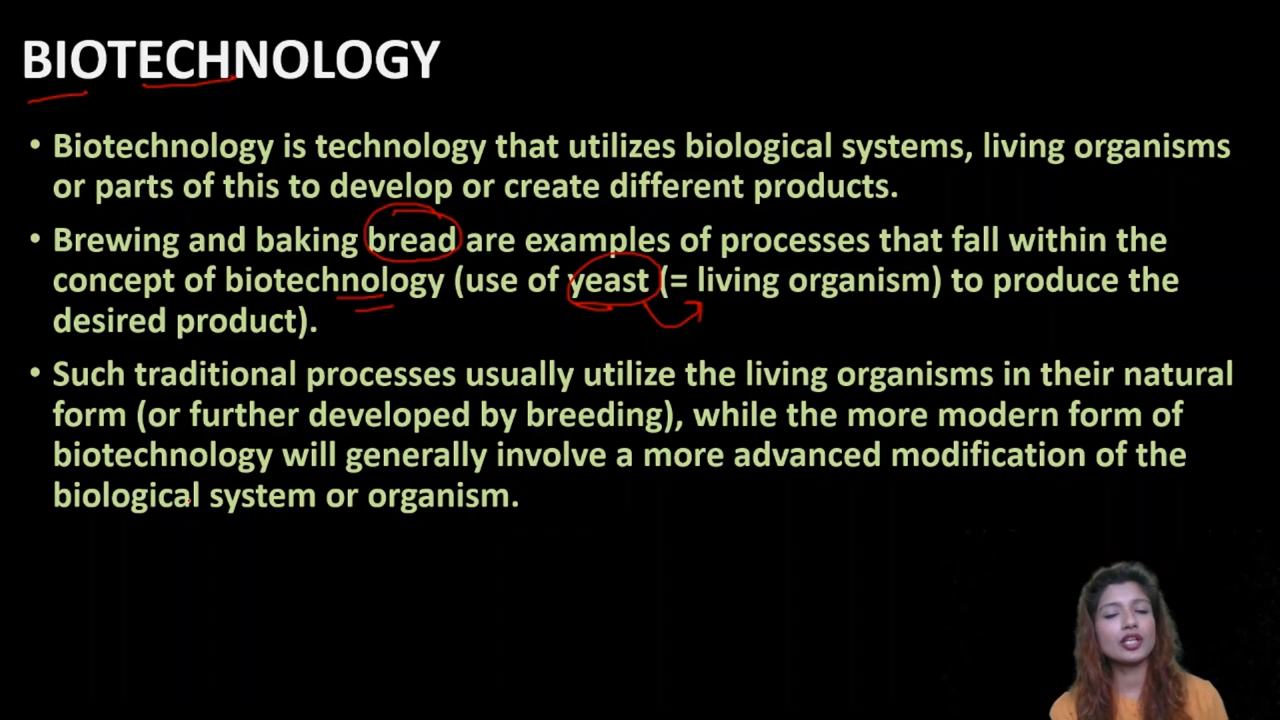 BIOTECHNOLOGY
• Biotechnology is technology that utilizes biological systems, living organisms
or parts of this to develop or create different products.
• Brewing and baking bread are examples of processes that fall within the
concept of biotechnology (use of yeast (= living organism) to produce the
desired product).
• Such traditional processes usually utilize the living organisms in their natural
form (or further developed by breeding), while the more modern form of
biotechnology will generally involve a more advanced modification of the
biological system or organism.